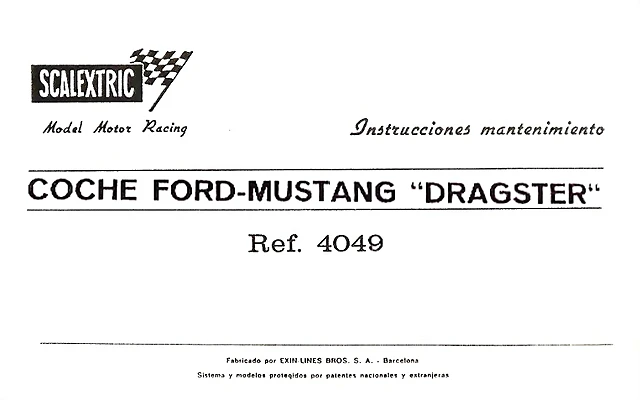 SCALEXTRIC
Model Motor Racing
Instrucciones mantenimiento
COCHE FORD-MUSTANG “DRAGSTER“
Ref. 4049
Fabricado por EXIN-LINES BROS. S. A. - Barcelona
Sistema y modelos protegidos por patentes nacionales y extranjeras